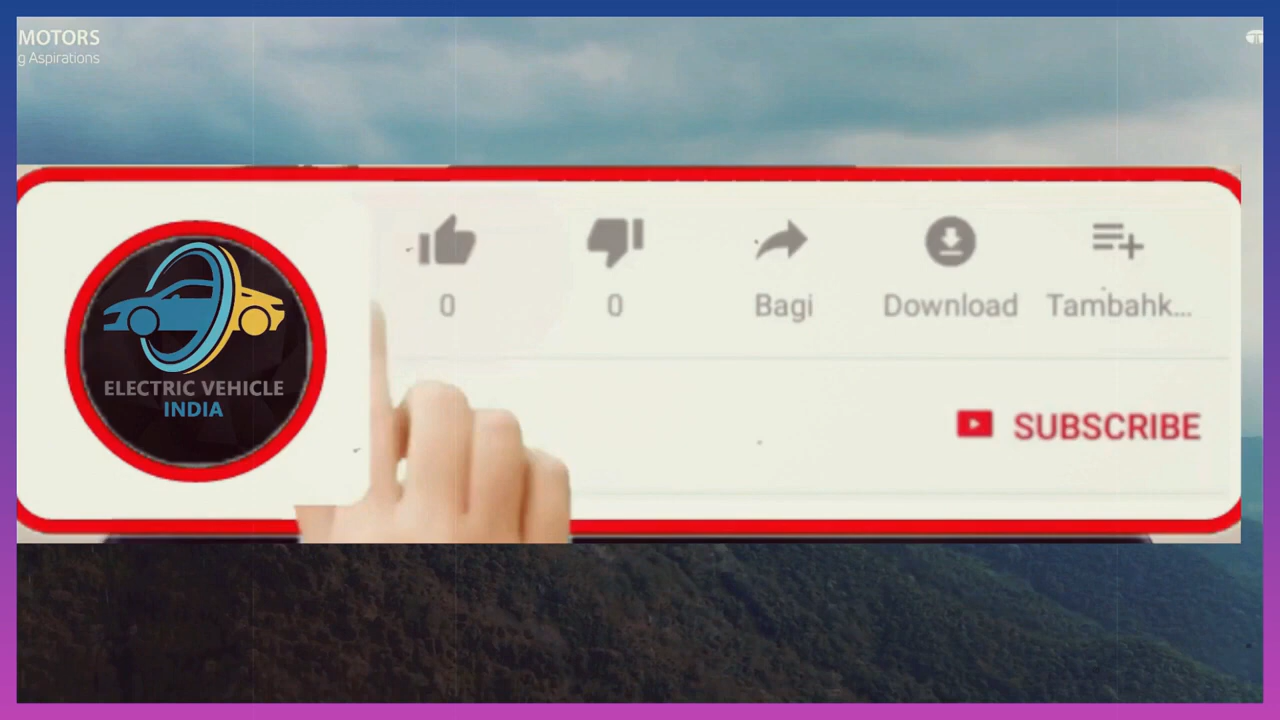 MOTORS
g Aspirations
0
0
Bagi
Download
Tambahk...
ELECTRIC VEHICLE
INDIA
SUBSCRIBE